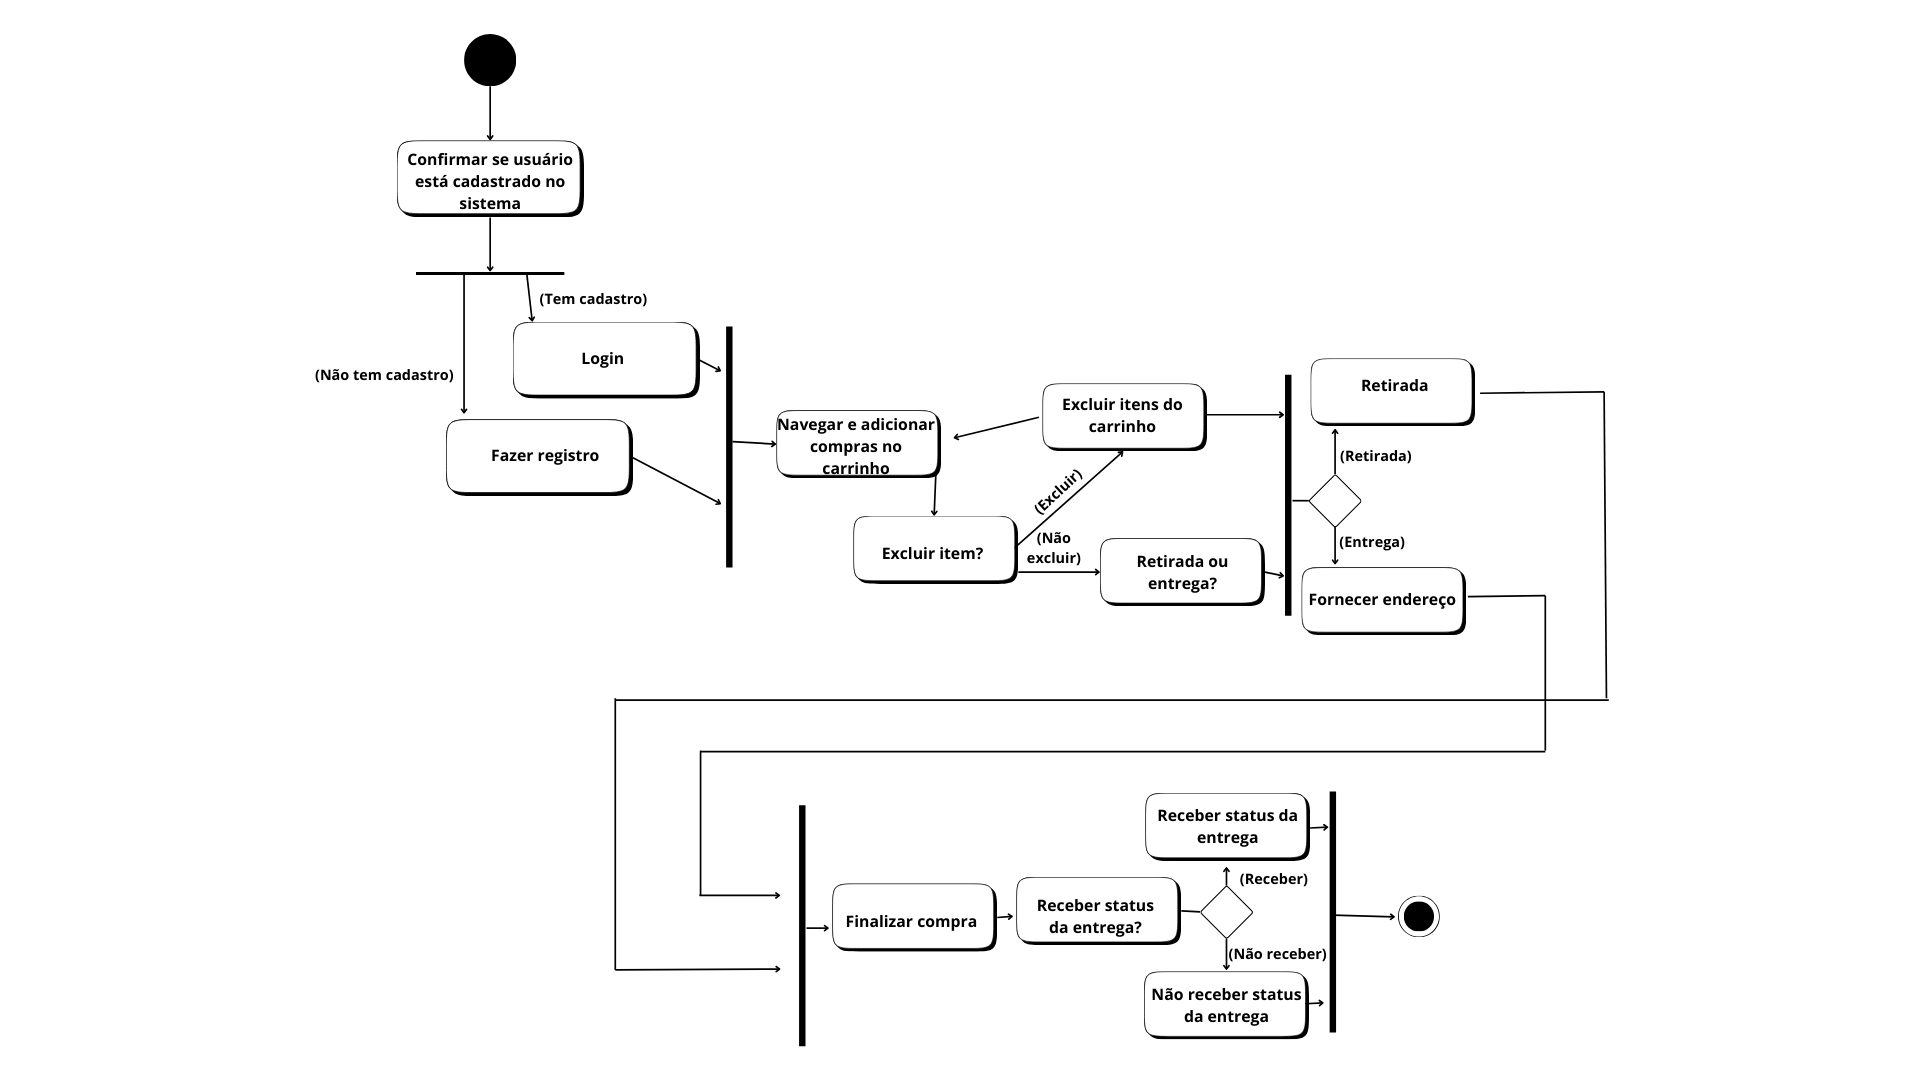 Confirmar se usuário
está cadastrado no
sistema
(Tem cadastro)
Login
(Não tem cadastro)
Fazer registro
Navegar e adicionar
compras no
carrinho
Excluir item?
(Excluir)
Excluir itens do
carrinho
(Não
excluir)
Retirada ou
entrega?
Retirada
(Retirada)
(Entrega)
Fornecer endereço
Finalizar compra
Receber status
da entrega?
Receber status da
entrega
(Receber)
(Não receber)
Não receber status
da entrega